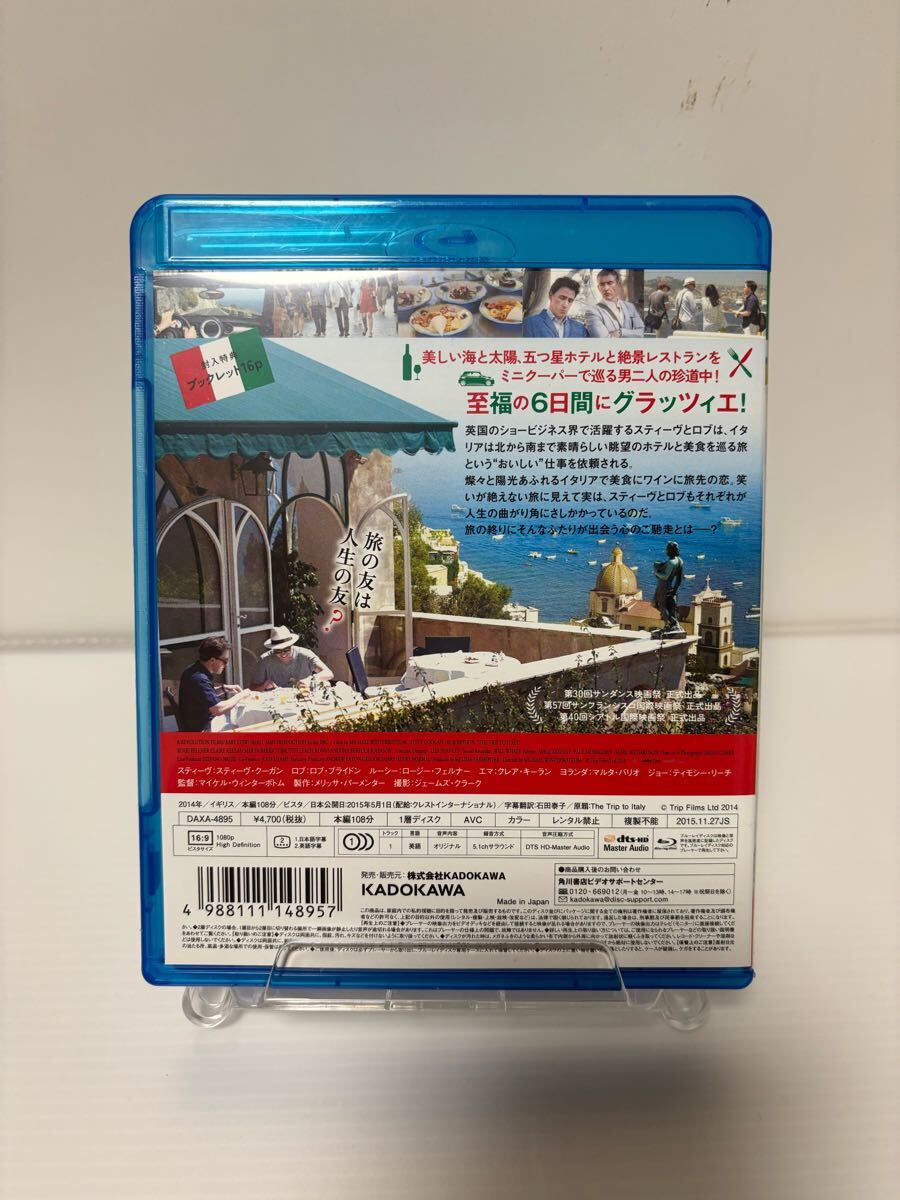 封入特典
ブックレット16p
美しい海と太陽、五つ星ホテルと絶景レストランを
ミニクーパーで巡る男二人の珍道中!
至福の6日間にグラッツィエ!
英国のショービジネス界で活躍するスティーヴとロブは、イタ
リアは北から南まで素晴らしい眺望のホテルと美食を巡る旅
という“おいしい”仕事を依頼される。
燦々と陽光あふれるイタリアで美食にワインに旅先の恋。笑
いが絶えない旅に見えて実は、スティーヴとロブもそれぞれが
人生の曲がり角にさしかかっているのだ。
旅の終りにそんなふたりが出会う心のご馳走とは——?
旅の友は
人生の友?
第30回サンダンス映画祭 正式出品
第57回サンフランシスコ国際映画祭 正式出品
第40回シアトル国際映画祭 正式出品
スティーヴ:スティーヴ・クーガン ロブ:ロブ・ブライドン ルーシー:ロージー・フェルナー エマ:クレア・キーラン ヨランダ:マルタ・バリオ ジョー:ティモシー・リーチ
監督:マイケル・ウィンターボトム 製作:メリッサ・パーメンター 撮影:ジェームズ・クラーク
2014年/イギリス/本編108分/ビスタ/日本公開日:2015年5月1日(配給:クレストインターナショナル)/字幕翻訳:石田泰子/原題:The Trip to Italy
© Trip Films Ltd 2014
DAXA-4895 ¥4,700(税抜) 本編108分 1層ディスク AVC カラー レンタル禁止 複製不能 2015.11.27JS
16:9 ビスタサイズ 1080p High Definition
1.日本語字幕
2.英語字幕
トラック 言語 音声内容 録音方式 音声圧縮方式
1 英語 オリジナル 5.1chサラウンド DTS HD-Master Audio
dts-HD Master Audio
発売・販売元:株式会社KADOKAWA
KADOKAWA
Made in Japan
●商品購入後のお問い合わせ
角川書店ビデオサポートセンター
0120-669012(月~金 10~13時、14~17時 ※祝祭日を除く)
kadokawa@disc-support.com
4 988111 148957